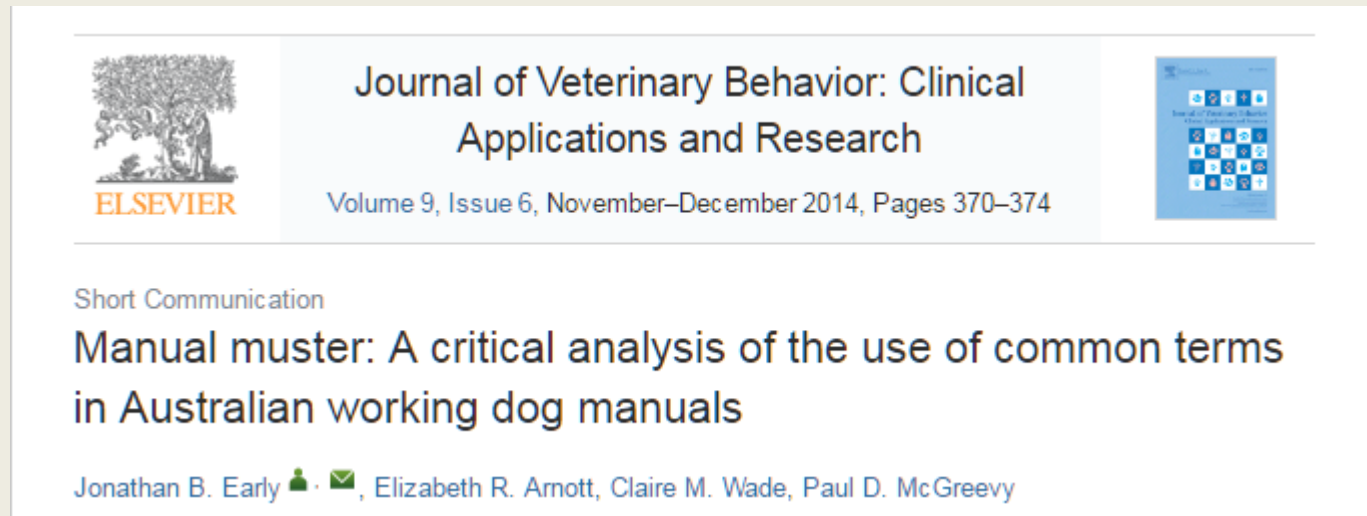 ELSEVIER
Journal of Veterinary Behavior: Clinical
Applications and Research
Volume 9, Issue 6, November–December 2014, Pages 370–374
Short Communication
Manual muster: A critical analysis of the use of common terms
in Australian working dog manuals
Jonathan B. Early , Elizabeth R. Arnott, Claire M. Wade, Paul D. McGreevy